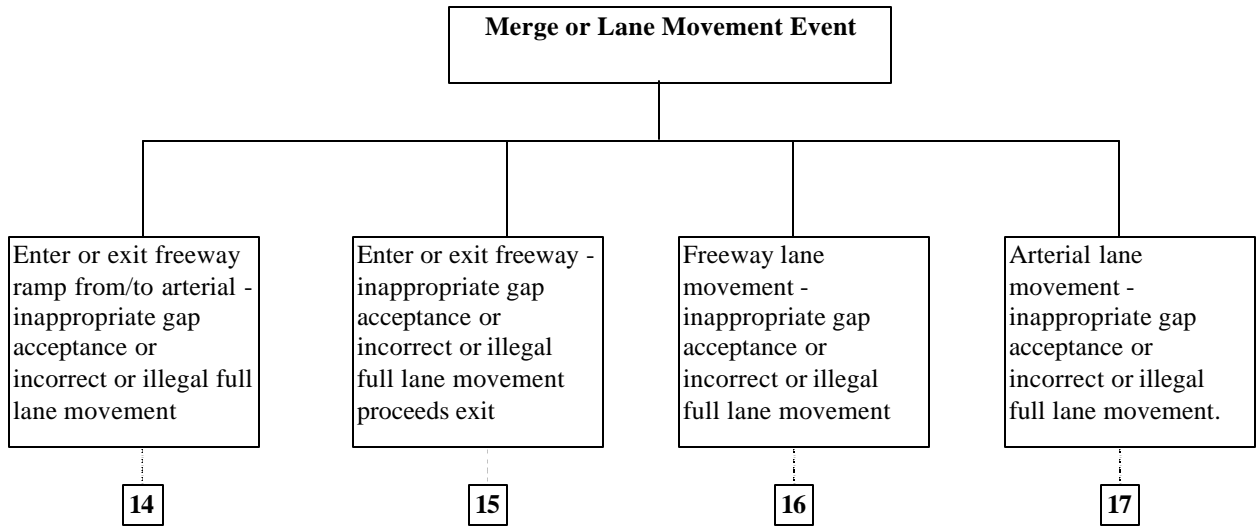 Merge or Lane Movement Event
Enter or exit freeway
ramp from/to arterial -
inappropriate gap
acceptance or
incorrect or illegal full
lane movement
Enter or exit freeway -
inappropriate gap
acceptance or
incorrect or illegal
full lane movement
proceeds exit
Freeway lane
movement -
inappropriate gap
acceptance or
incorrect or illegal
full lane movement
Arterial lane
movement -
inappropriate gap
acceptance or
incorrect or illegal
full lane movement.
14
15
16
17